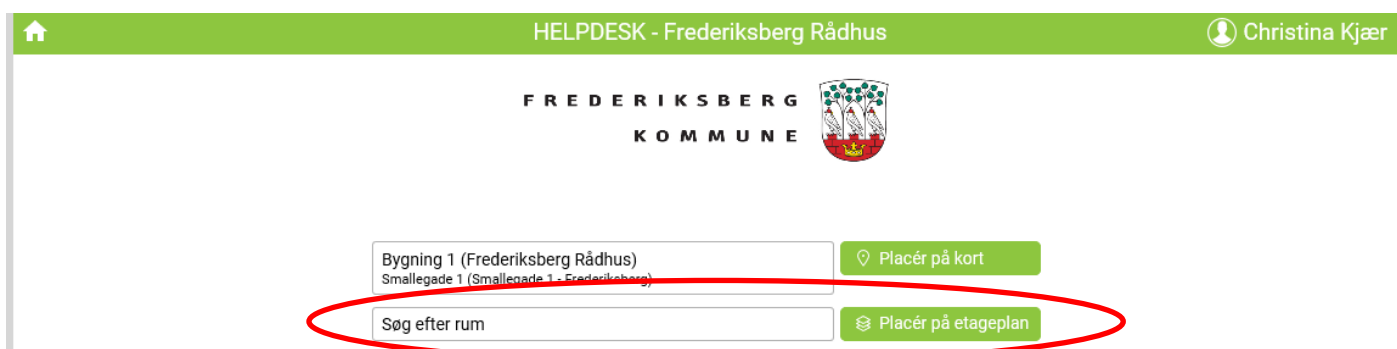 HELPDESK - Frederiksberg Rådhus
Christina Kjær
FREDERIKSBERG
KOMMUNE
Bygning 1 (Frederiksberg Rådhus)
Smallegade 1 (Smallegade 1 - Frederiksberg)
Placér på kort
Søg efter rum
Placér på etageplan